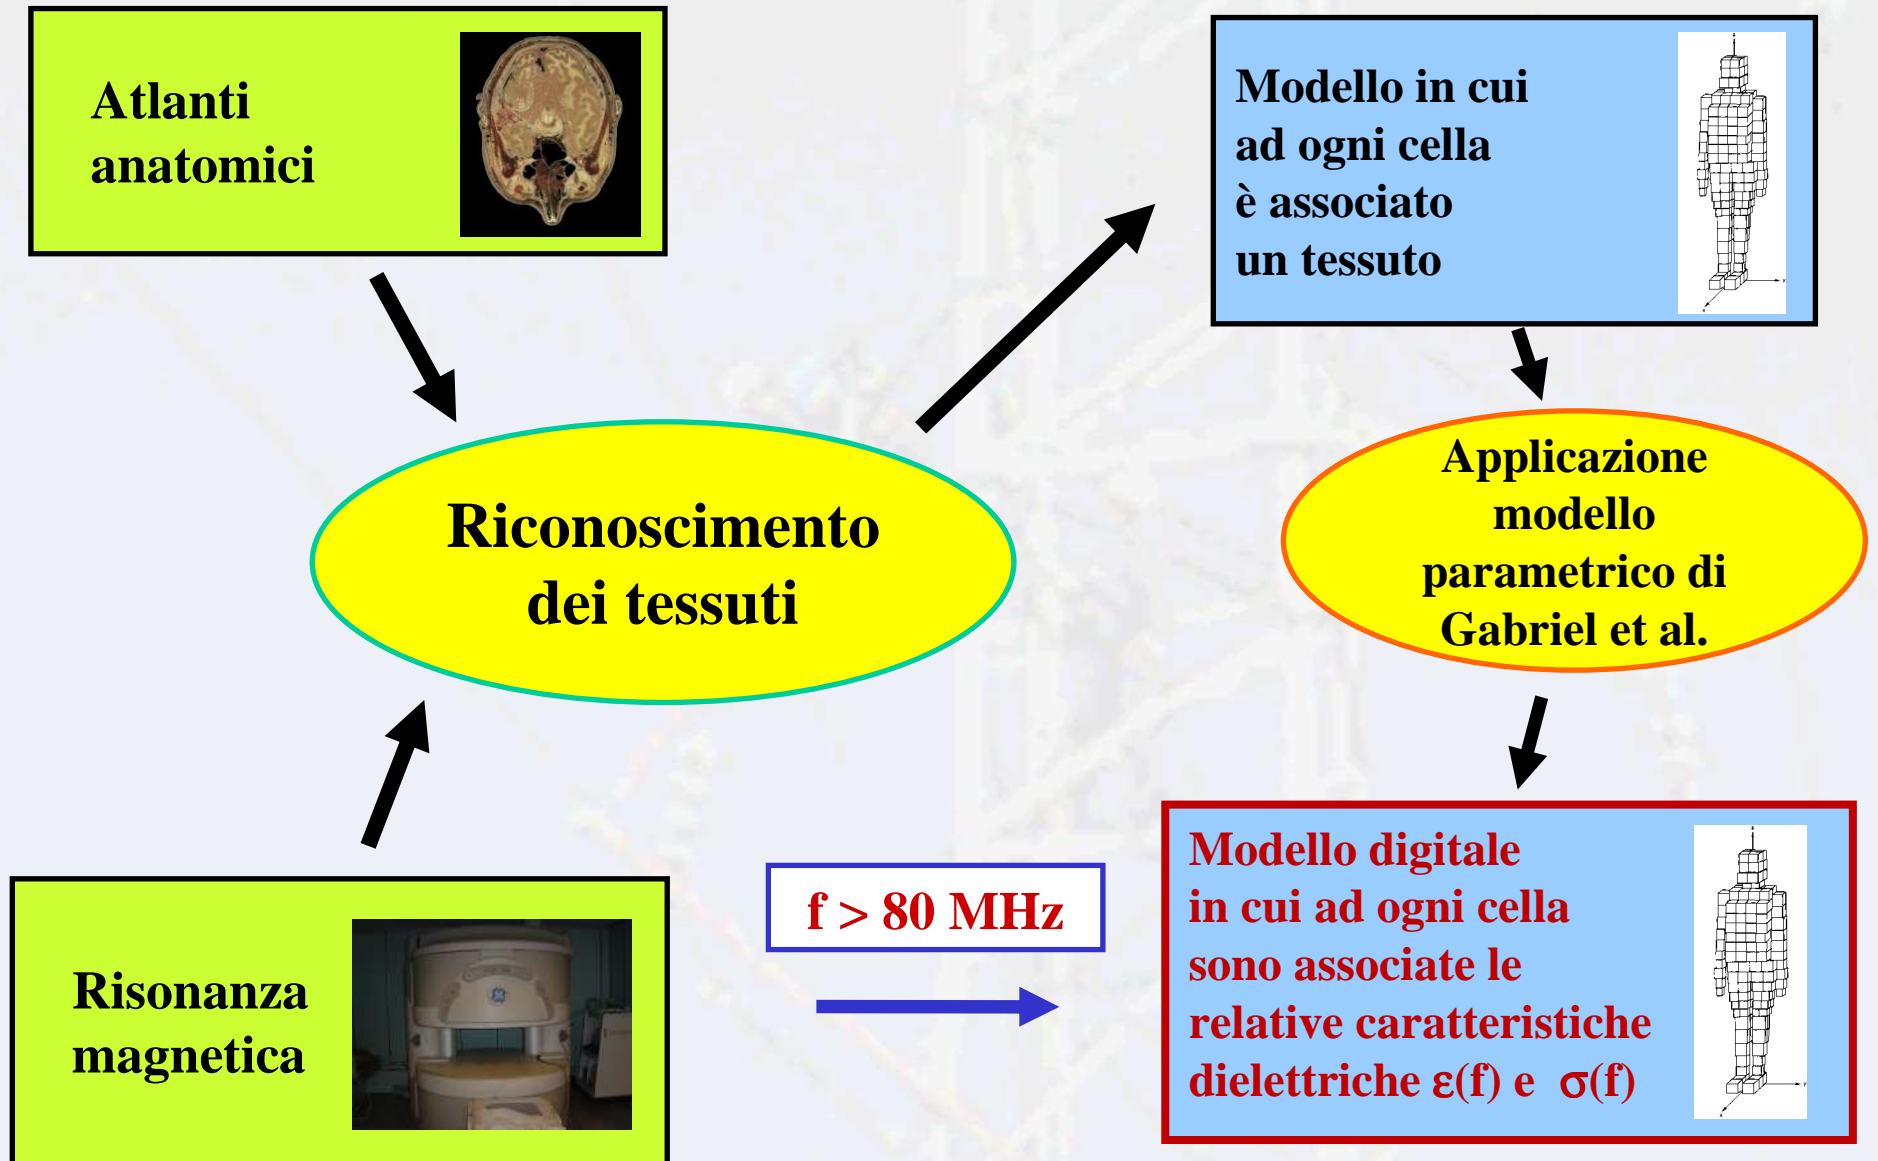 Atlanti
anatomici
Modello in cui
ad ogni cella
è associato
un tessuto
Riconoscimento
dei tessuti
Applicazione
modello
parametrico di
Gabriel et al.
Risonanza
magnetica
f > 80 MHz
Modello digitale
in cui ad ogni cella
sono associate le
relative caratteristiche
dielettriche ε(f) e σ(f)